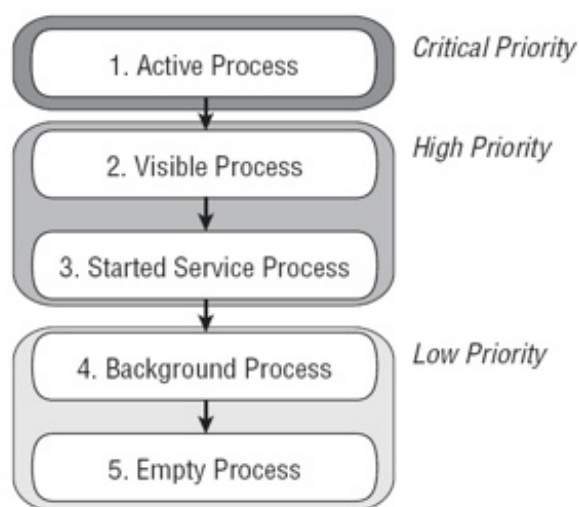 1. Active Process
Critical Priority
2. Visible Process
High Priority
3. Started Service Process
4. Background Process
Low Priority
5. Empty Process